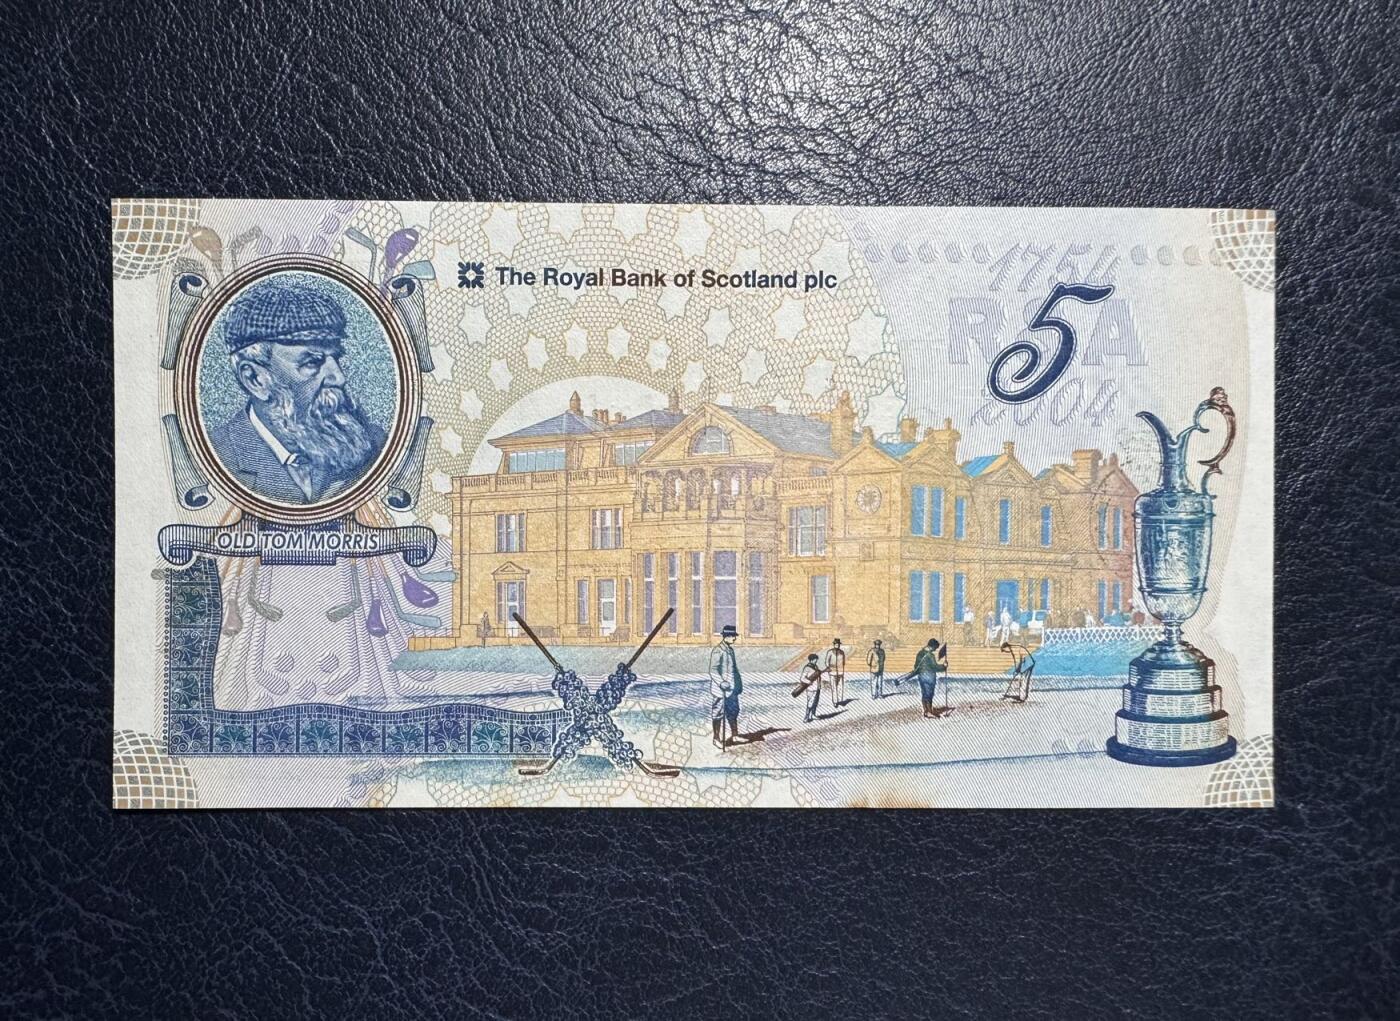 The Royal Bank of Scotland plc
1754
R&A
5
2004
OLD TOM MORRIS